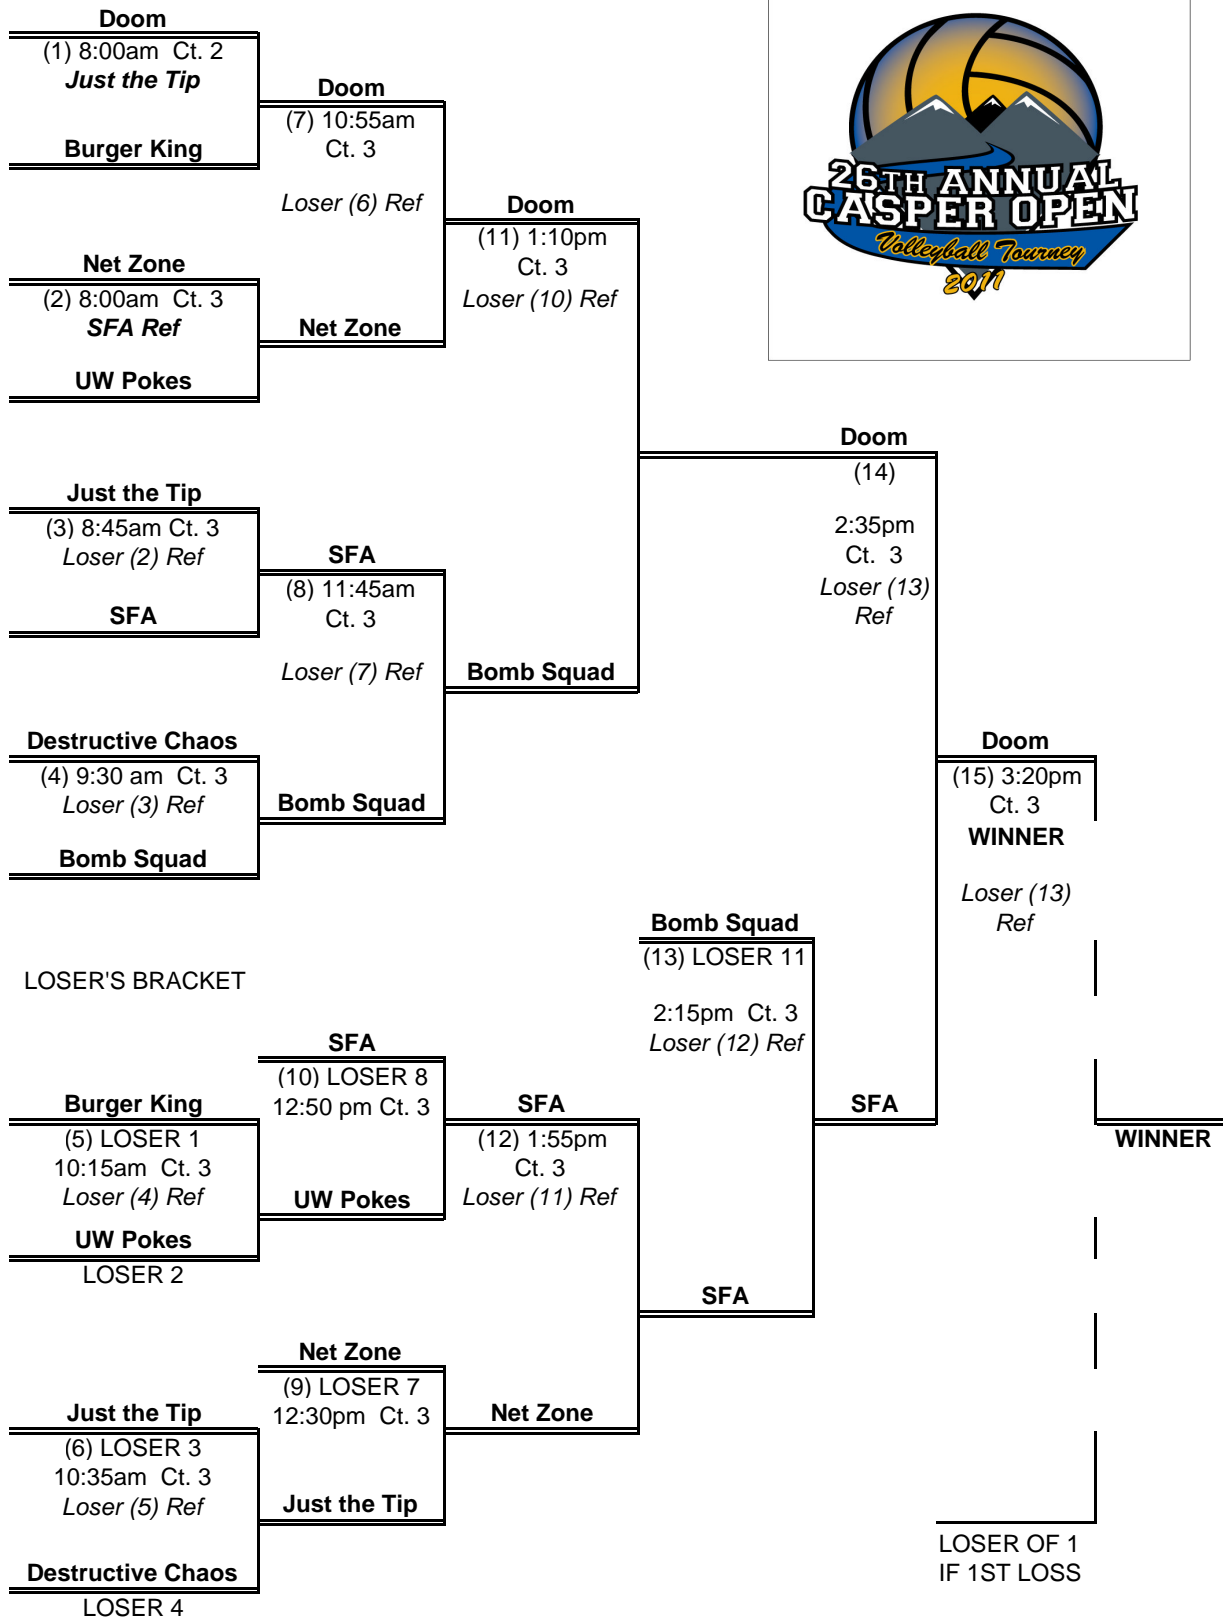 Doom
(1) 8:00am Ct. 2
Just the Tip
Burger King
Net Zone
(2) 8:00am Ct. 3
SFA Ref
UW Pokes
Just the Tip
(3) 8:45am Ct. 3
Loser (2) Ref
SFA
Destructive Chaos
(4) 9:30 am Ct. 3
Loser (3) Ref
Bomb Squad
Doom
(7) 10:55am
Ct. 3
Loser (6) Ref
Net Zone
SFA
(8) 11:45am
Ct. 3
Loser (7) Ref
Bomb Squad
Doom
(11) 1:10pm
Ct. 3
Loser (10) Ref
Bomb Squad
26TH ANNUAL
CASPER OPEN
Volleyball Tourney
2011
Doom
(14)
2:35pm
Ct. 3
Loser (13)
Ref
Doom
(15) 3:20pm
Ct. 3
WINNER
Loser (13)
Ref
LOSER'S BRACKET
Burger King
(5) LOSER 1
10:15am Ct. 3
Loser (4) Ref
UW Pokes
LOSER 2
Just the Tip
(6) LOSER 3
10:35am Ct. 3
Loser (5) Ref
Destructive Chaos
LOSER 4
SFA
(10) LOSER 8
12:50 pm Ct. 3
UW Pokes
Net Zone
(9) LOSER 7
12:30pm Ct. 3
Just the Tip
SFA
(12) 1:55pm
Ct. 3
Loser (11) Ref
Net Zone
Bomb Squad
(13) LOSER 11
2:15pm Ct. 3
Loser (12) Ref
SFA
SFA
WINNER
LOSER OF 1
IF 1ST LOSS